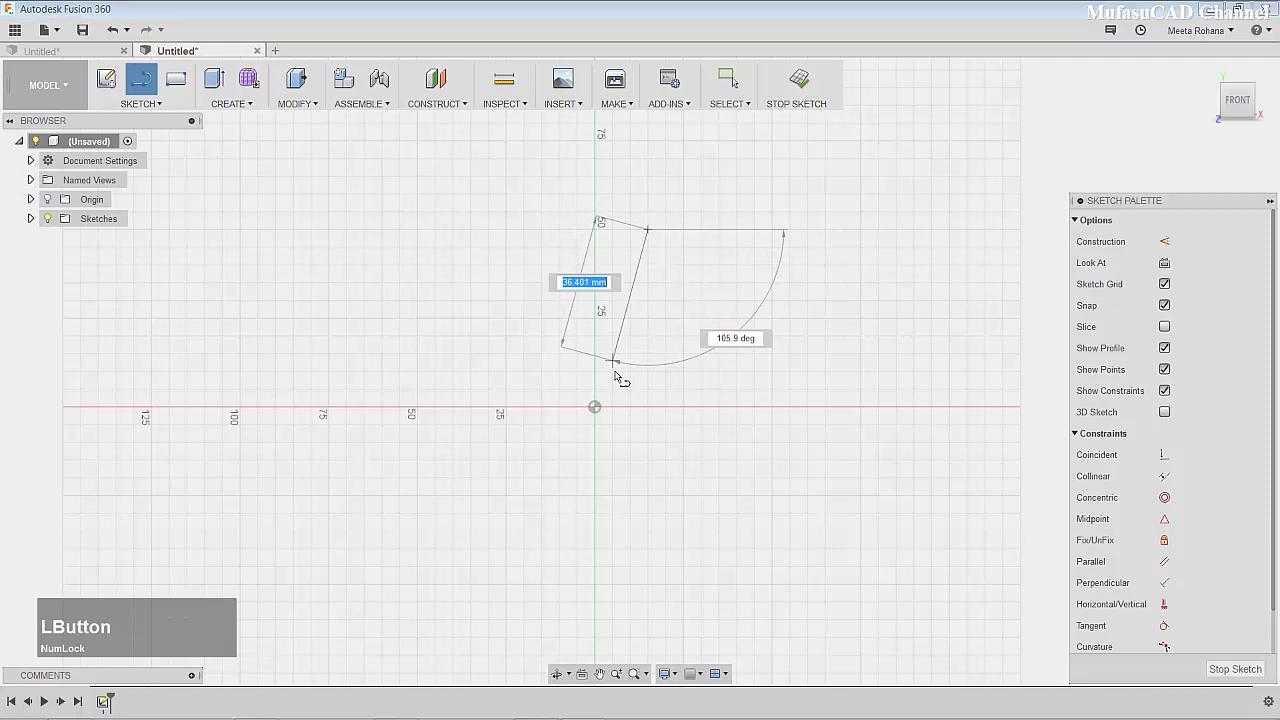 Autodesk Fusion 360
MufasuCAD Channel
Meeta Rohana
Untitled*
Untitled*
MODEL
SKETCH
CREATE
MODIFY
ASSEMBLE
CONSTRUCT
INSPECT
INSERT
MAKE
ADD-INS
SELECT
STOP SKETCH
BROWSER
(Unsaved)
Document Settings
Named Views
Origin
Sketches
FRONT
Y
Z
X
75
50
25
36.401 mm
105.9 deg
125
100
75
50
25
SKETCH PALETTE
Options
Construction
Look At
Sketch Grid
Snap
Slice
Show Profile
Show Points
Show Constraints
3D Sketch
Constraints
Coincident
Collinear
Concentric
Midpoint
Fix/UnFix
Parallel
Perpendicular
Horizontal/Vertical
Tangent
Curvature
Stop Sketch
LButton
NumLock
COMMENTS